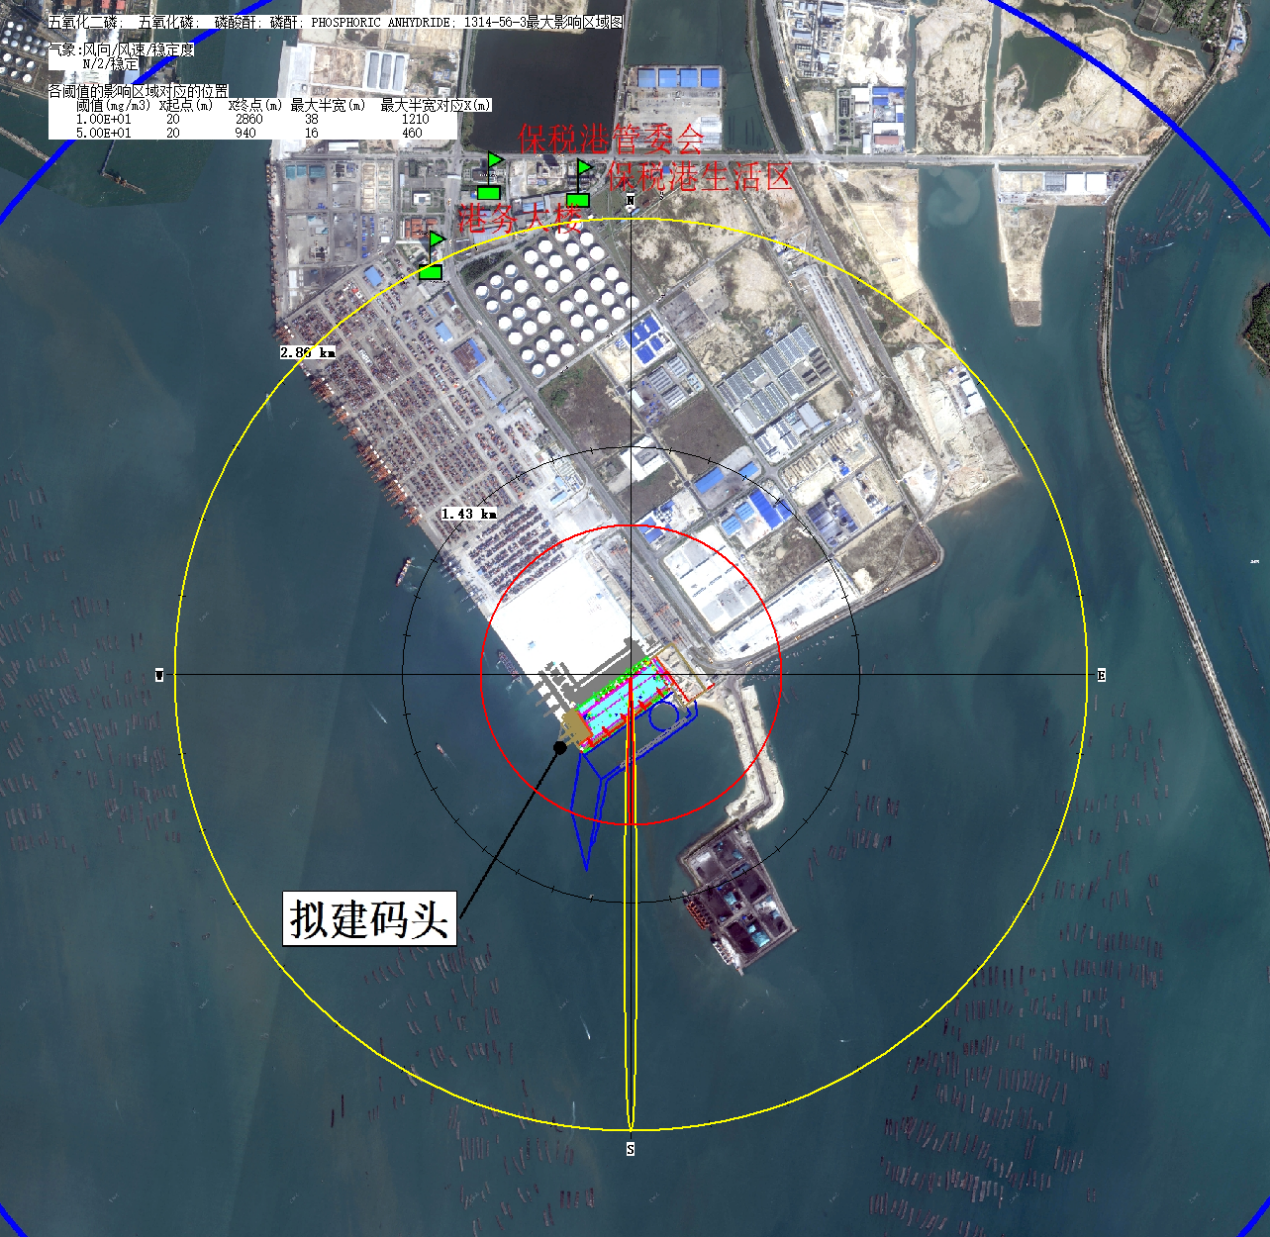 五氧化二磷; 五氧化磷; 磷酸酐; 磷酐; PHOSPHORIC ANHYDRIDE; 1314-56-3最大影响区域图
气象:风向/风速/稳定度
N/2/稳定
各阈值的影响区域对应的位置
阈值(mg/m3) X起点(m) X终点(m) 最大半宽(m) 最大半宽对应X(m)
1.00E+01 20 2860 38 1210
5.00E+01 20 940 16 460
保税港管委会
保税港生活区
N
港务大楼
2.86 km
1.43 km
W
E
拟建码头
S